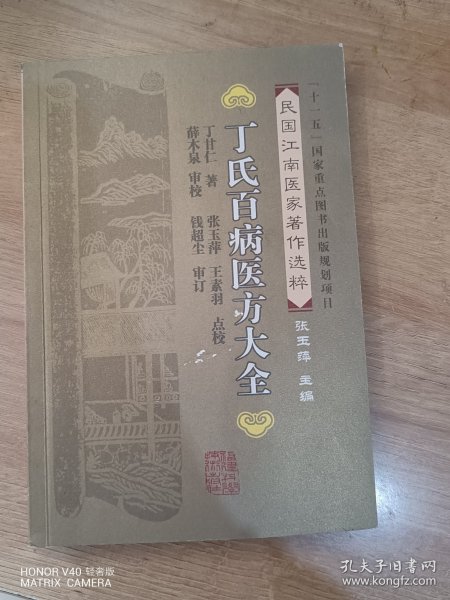 「十一五」国家重点图书出版规划项目
民国江南医家著作选粹
张玉萍 主编
丁氏百病医方大全
丁甘仁 著 张玉萍 王素羽 点校
薛木泉 审校 钱超尘 审订
HONOR V40 轻奢版
MATRIX CAMERA
孔夫子旧书网
www.kongfz.com